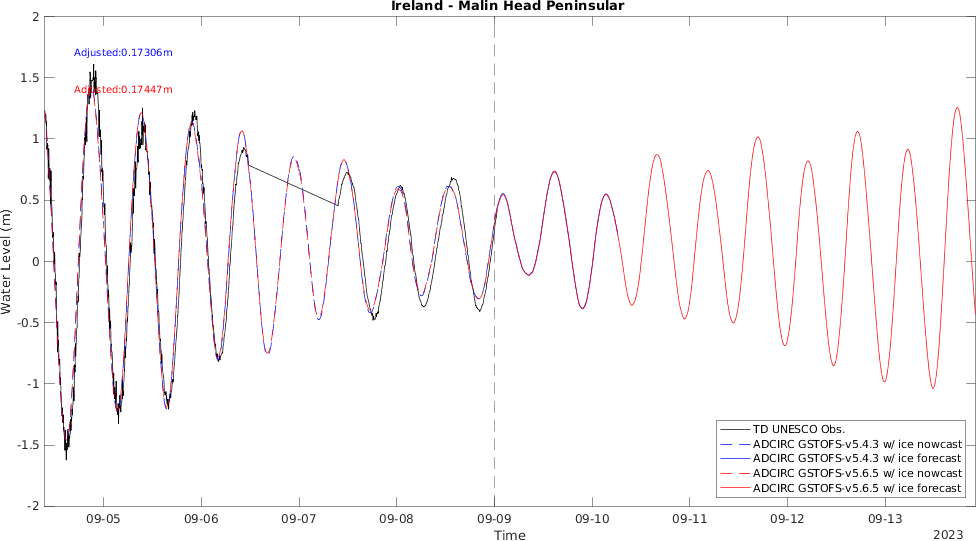 Ireland - Malin Head Peninsular
Water Level (m)
2
1.5
1
0.5
0
-0.5
-1
-1.5
-2
Adjusted:0.17306m
Adjusted:0.17447m
TD UNESCO Obs.
ADCIRC GSTOFS-v5.4.3 w/ ice nowcast
ADCIRC GSTOFS-v5.4.3 w/ ice forecast
ADCIRC GSTOFS-v5.6.5 w/ ice nowcast
ADCIRC GSTOFS-v5.6.5 w/ ice forecast
09-05 09-06 09-07 09-08 09-09 09-10 09-11 09-12 09-13
Time
2023